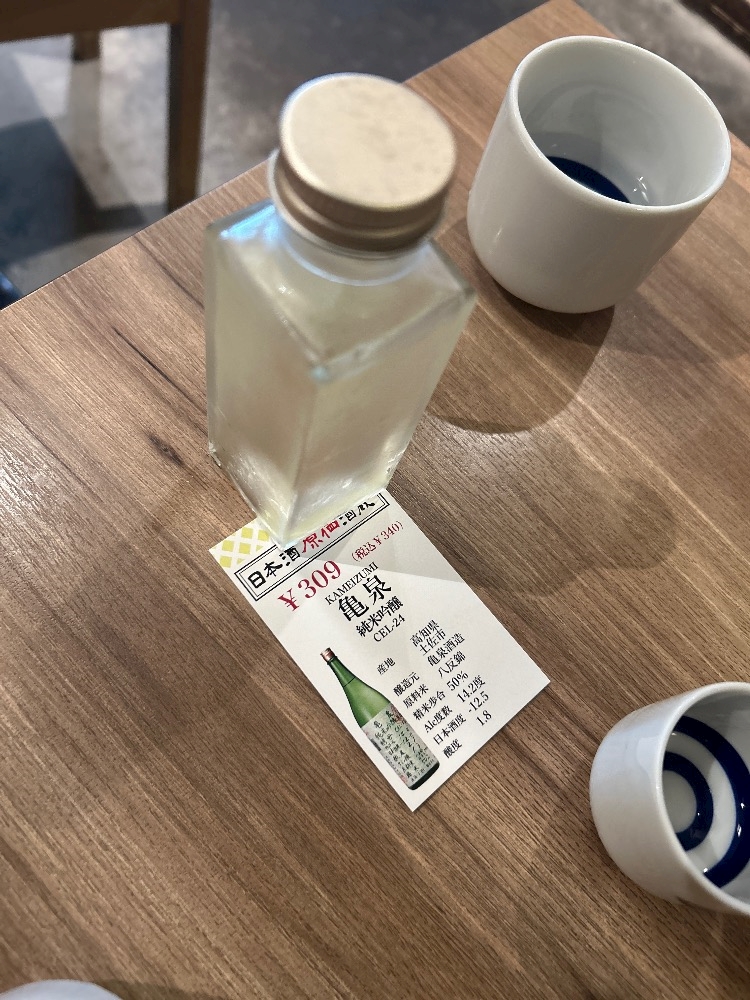 日本酒原価酒蔵
¥309 (税込¥340)
KAMEIZUMI
亀泉
純米吟醸
CEL-24
産地 高知県
土佐市
醸造元 亀泉酒造
原料米 八反錦
精米歩合 50%
Alc度数 14.2度
日本酒度 -12.5
酸度 1.8